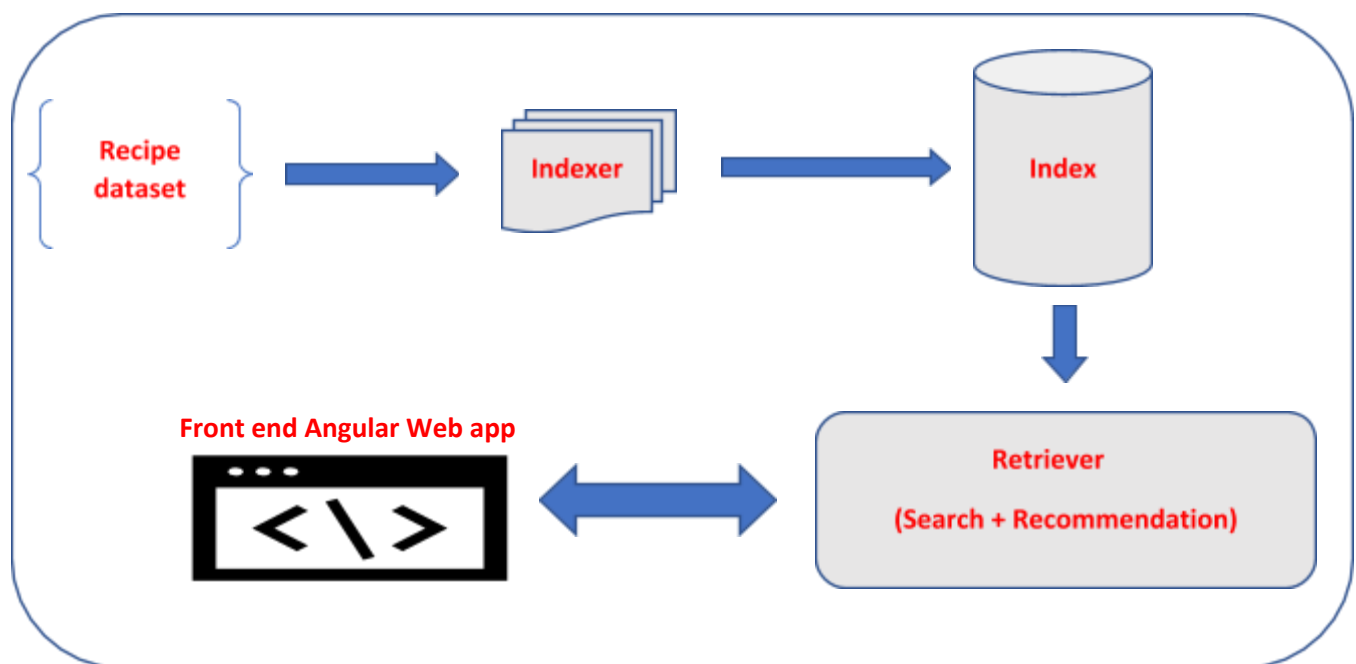 Recipe
dataset
Indexer
Index
Front end Angular Web app
<\>
Retriever
(Search + Recommendation)